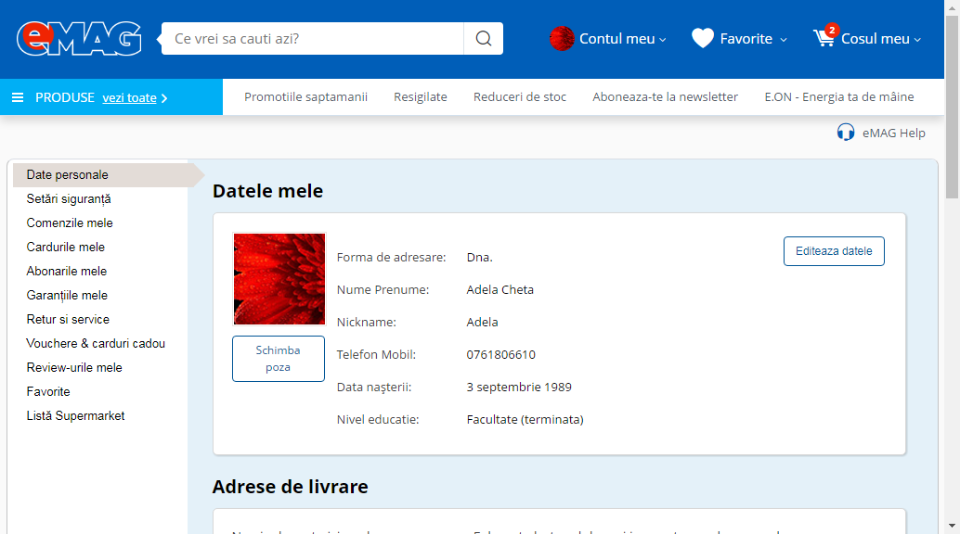 eMAG
Ce vrei sa cauti azi?
Contul meu
Favorite
2
Cosul meu
PRODUSE vezi toate
Promotiile saptamanii
Resigilate
Reduceri de stoc
Aboneaza-te la newsletter
E.ON - Energia ta de mâine
eMAG Help
Date personale
Setări siguranță
Comenzile mele
Cardurile mele
Abonarile mele
Garanțiile mele
Retur si service
Vouchere & carduri cadou
Review-urile mele
Favorite
Listă Supermarket
Datele mele
Schimba
poza
Forma de adresare: Dna.
Nume Prenume: Adela Cheta
Nickname: Adela
Telefon Mobil: 0761806610
Data nașterii: 3 septembrie 1989
Nivel educatie: Facultate (terminata)
Editeaza datele
Adrese de livrare